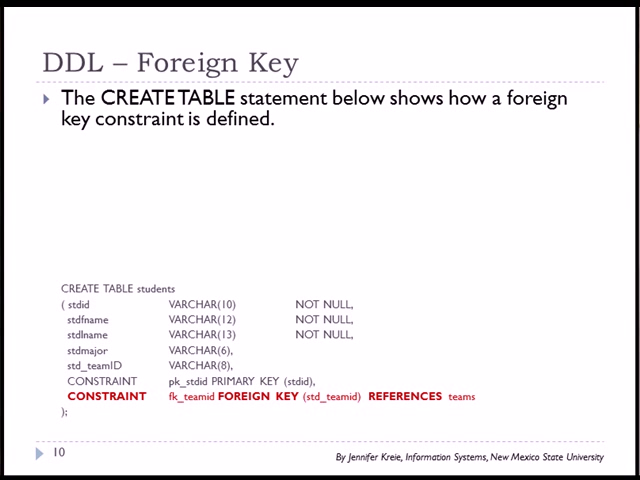 DDL – Foreign Key
The CREATE TABLE statement below shows how a foreign
key constraint is defined.
CREATE TABLE students
( stdid VARCHAR(10) NOT NULL,
stdfname VARCHAR(12) NOT NULL,
stdlname VARCHAR(13) NOT NULL,
stdmajor VARCHAR(6),
std_teamID VARCHAR(8),
CONSTRAINT pk_stdid PRIMARY KEY (stdid),
CONSTRAINT fk_teamid FOREIGN KEY (std_teamid) REFERENCES teams
);
10
By Jennifer Kreie, Information Systems, New Mexico State University